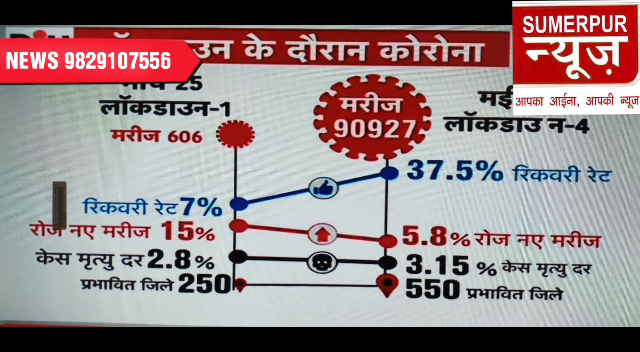 SUMERPUR
न्यूज़
आपका आईना, आपकी न्यूज़
NEWS 9829107556
के दौरान कोरोना
25
लॉकडाउन-1
मरीज 606
मरीज
90927
लॉकडाउ न-4
37.5% रिकवरी रेट
रिकवरी रेट 7%
रोज नए मरीज 15%
5.8% रोज नए मरीज
केस मृत्यु दर 2.8%
3.15 % केस मृत्यु दर
प्रभावित जिले 250
550 प्रभावित जिले